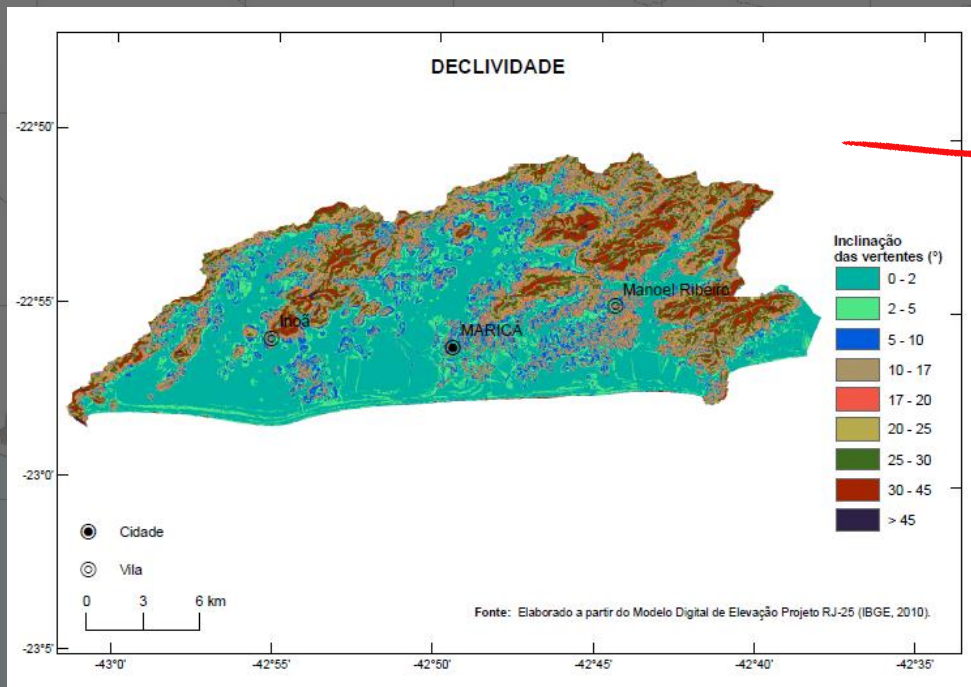 DECLIVIDADE
-22°50'
-22°55'
-23°0'
-23°5'
Inoã
MARICÁ
Manoel Ribeiro
Inclinação
das vertentes (°)
0 - 2
2 - 5
5 - 10
10 - 17
17 - 20
20 - 25
25 - 30
30 - 45
> 45
Cidade
Vila
0 3 6 km
Fonte: Elaborado a partir do Modelo Digital de Elevação Projeto RJ-25 (IBGE, 2010).
-43°0' -42°55' -42°50' -42°45' -42°40' -42°35'